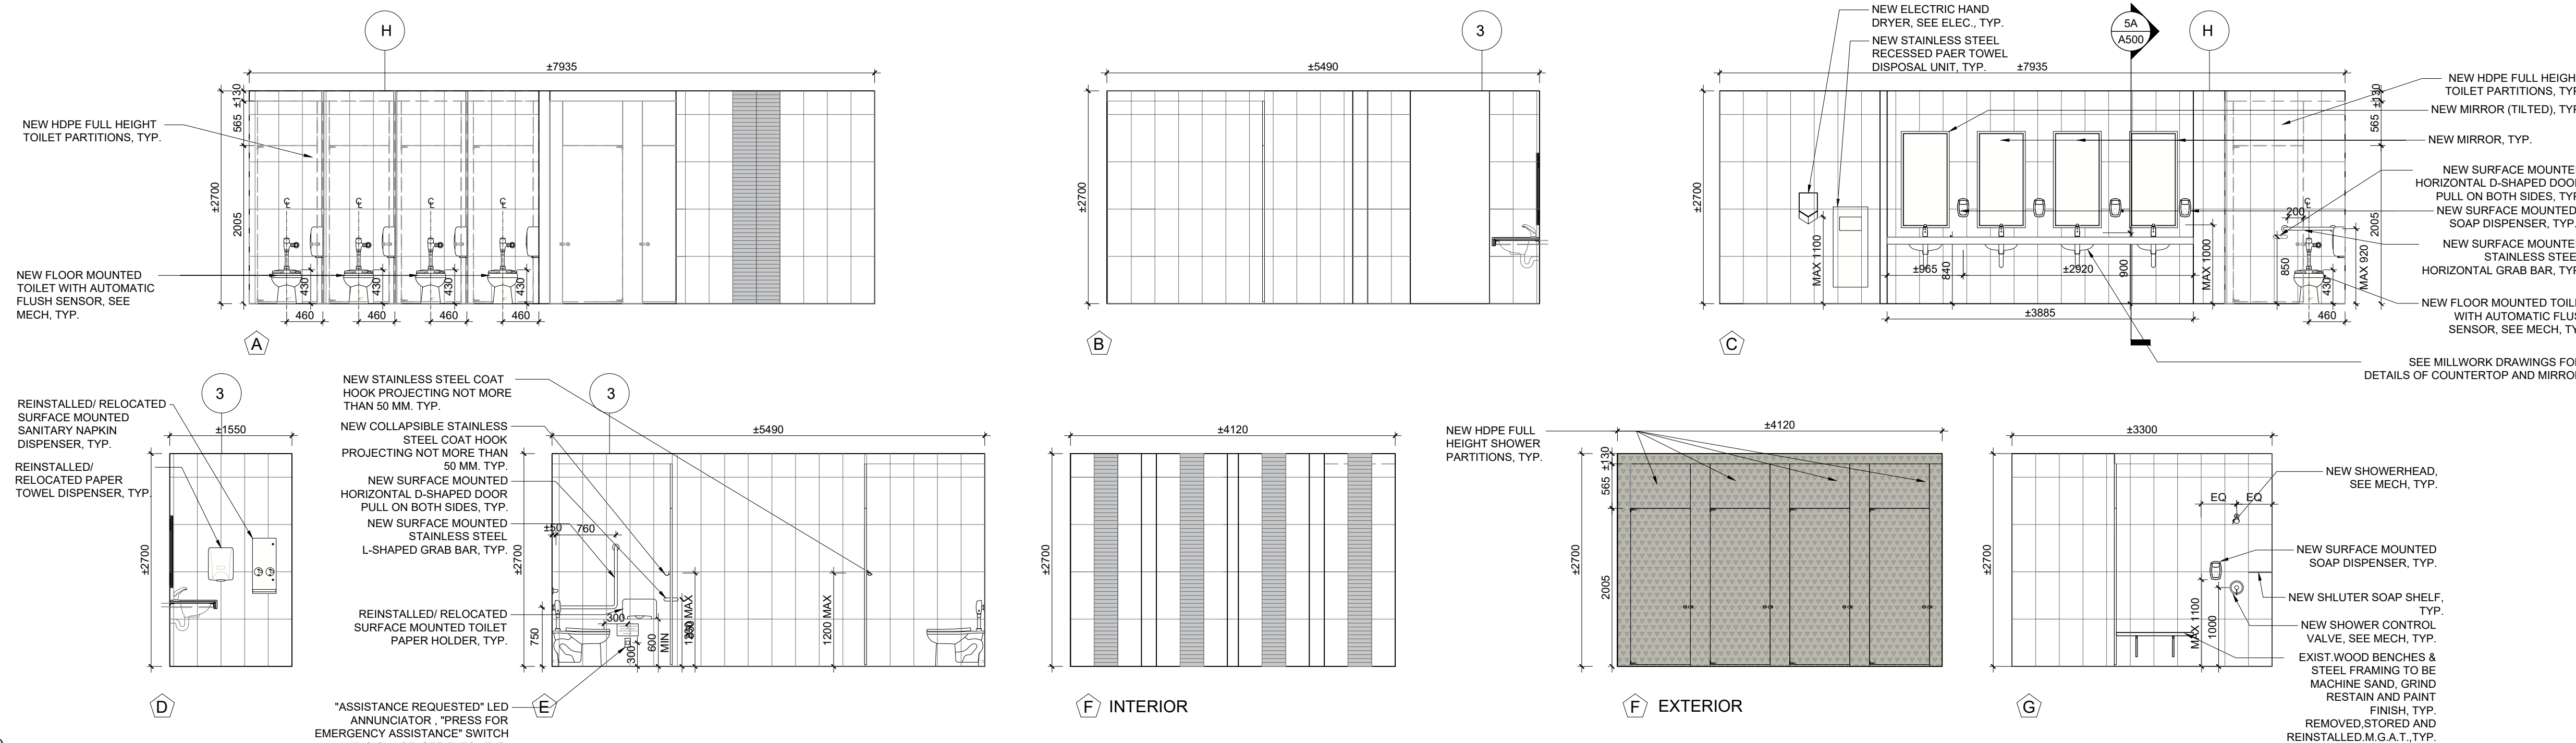 H
±7935
NEW HDPE FULL HEIGHT
TOILET PARTITIONS, TYP.
±130
565
±2700
2005
℄
℄
℄
℄
NEW FLOOR MOUNTED
TOILET WITH AUTOMATIC
FLUSH SENSOR, SEE
MECH, TYP.
430
430
430
430
460
460
460
460
A
3
±5490
±2700
B
NEW ELECTRIC HAND
DRYER, SEE ELEC., TYP.
NEW STAINLESS STEEL
RECESSED PAER TOWEL
DISPOSAL UNIT, TYP.
5A
A500
H
±7935
±2700
MAX 1100
±965
840
±2920
900
MAX 1000
±3885
200
℄
850
430
460
MAX 920
±130
565
2005
C
NEW HDPE FULL HEIGH
TOILET PARTITIONS, TYP
NEW MIRROR (TILTED), TYP
NEW MIRROR, TYP.
NEW SURFACE MOUNTE
HORIZONTAL D-SHAPED DOOR
PULL ON BOTH SIDES, TYP
NEW SURFACE MOUNTED
SOAP DISPENSER, TYP.
NEW SURFACE MOUNTE
STAINLESS STEE
HORIZONTAL GRAB BAR, TYP
NEW FLOOR MOUNTED TOIL
WITH AUTOMATIC FLUS
SENSOR, SEE MECH, TY
SEE MILLWORK DRAWINGS FO
DETAILS OF COUNTERTOP AND MIRRO
REINSTALLED/ RELOCATED
SURFACE MOUNTED
SANITARY NAPKIN
DISPENSER, TYP.
REINSTALLED/
RELOCATED PAPER
TOWEL DISPENSER, TYP.
3
±1550
±2700
D
NEW STAINLESS STEEL COAT
HOOK PROJECTING NOT MORE
THAN 50 MM. TYP.
NEW COLLAPSIBLE STAINLESS
STEEL COAT HOOK
PROJECTING NOT MORE THAN
50 MM. TYP.
NEW SURFACE MOUNTED
HORIZONTAL D-SHAPED DOOR
PULL ON BOTH SIDES, TYP.
NEW SURFACE MOUNTED
STAINLESS STEEL
L-SHAPED GRAB BAR, TYP.
REINSTALLED/ RELOCATED
SURFACE MOUNTED TOILET
PAPER HOLDER, TYP.
"ASSISTANCE REQUESTED" LED
ANNUNCIATOR , "PRESS FOR
EMERGENCY ASSISTANCE" SWITCH
3
±5490
±50
760
±2700
750
300
300
600
MIN
1200 MAX
E
±4120
±2700
F
INTERIOR
NEW HDPE FULL
HEIGHT SHOWER
PARTITIONS, TYP.
±4120
±130
565
±2700
2005
F
EXTERIOR
±3300
±2700
EQ
EQ
MAX 1100
1000
G
NEW SHOWERHEAD,
SEE MECH, TYP.
NEW SURFACE MOUNTED
SOAP DISPENSER, TYP.
NEW SHLUTER SOAP SHELF,
TYP.
NEW SHOWER CONTROL
VALVE, SEE MECH, TYP.
EXIST.WOOD BENCHES &
STEEL FRAMING TO BE
MACHINE SAND, GRIND
RESTAIN AND PAINT
FINISH, TYP.
REMOVED,STORED AND
REINSTALLED.M.G.A.T.,TYP.